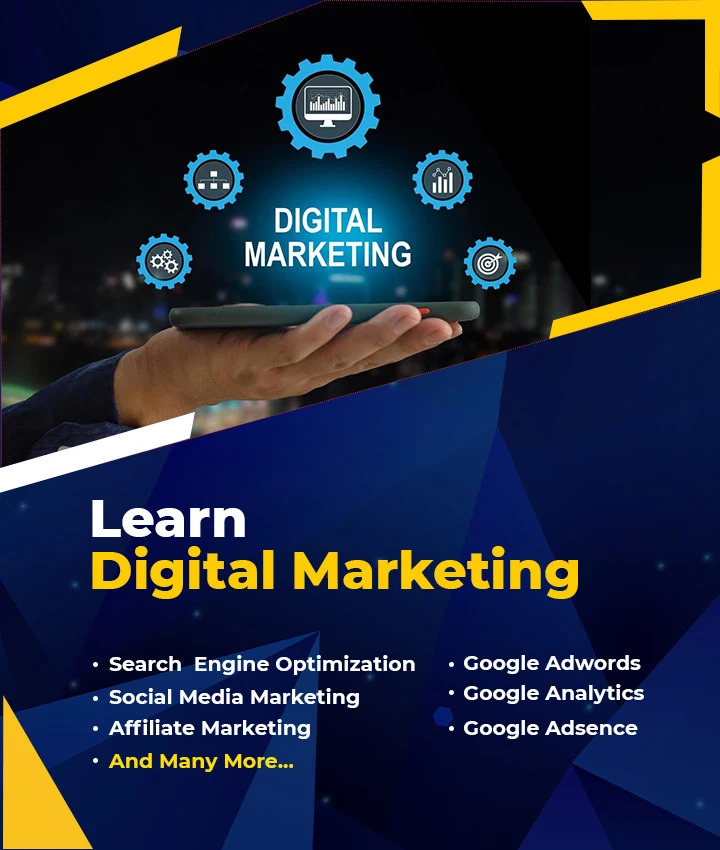 DIGITAL
MARKETING
Learn
Digital Marketing
• Search  Engine Optimization
• Social Media Marketing
• Affiliate Marketing
• And Many More...
• Google Adwords
• Google Analytics
• Google Adsence